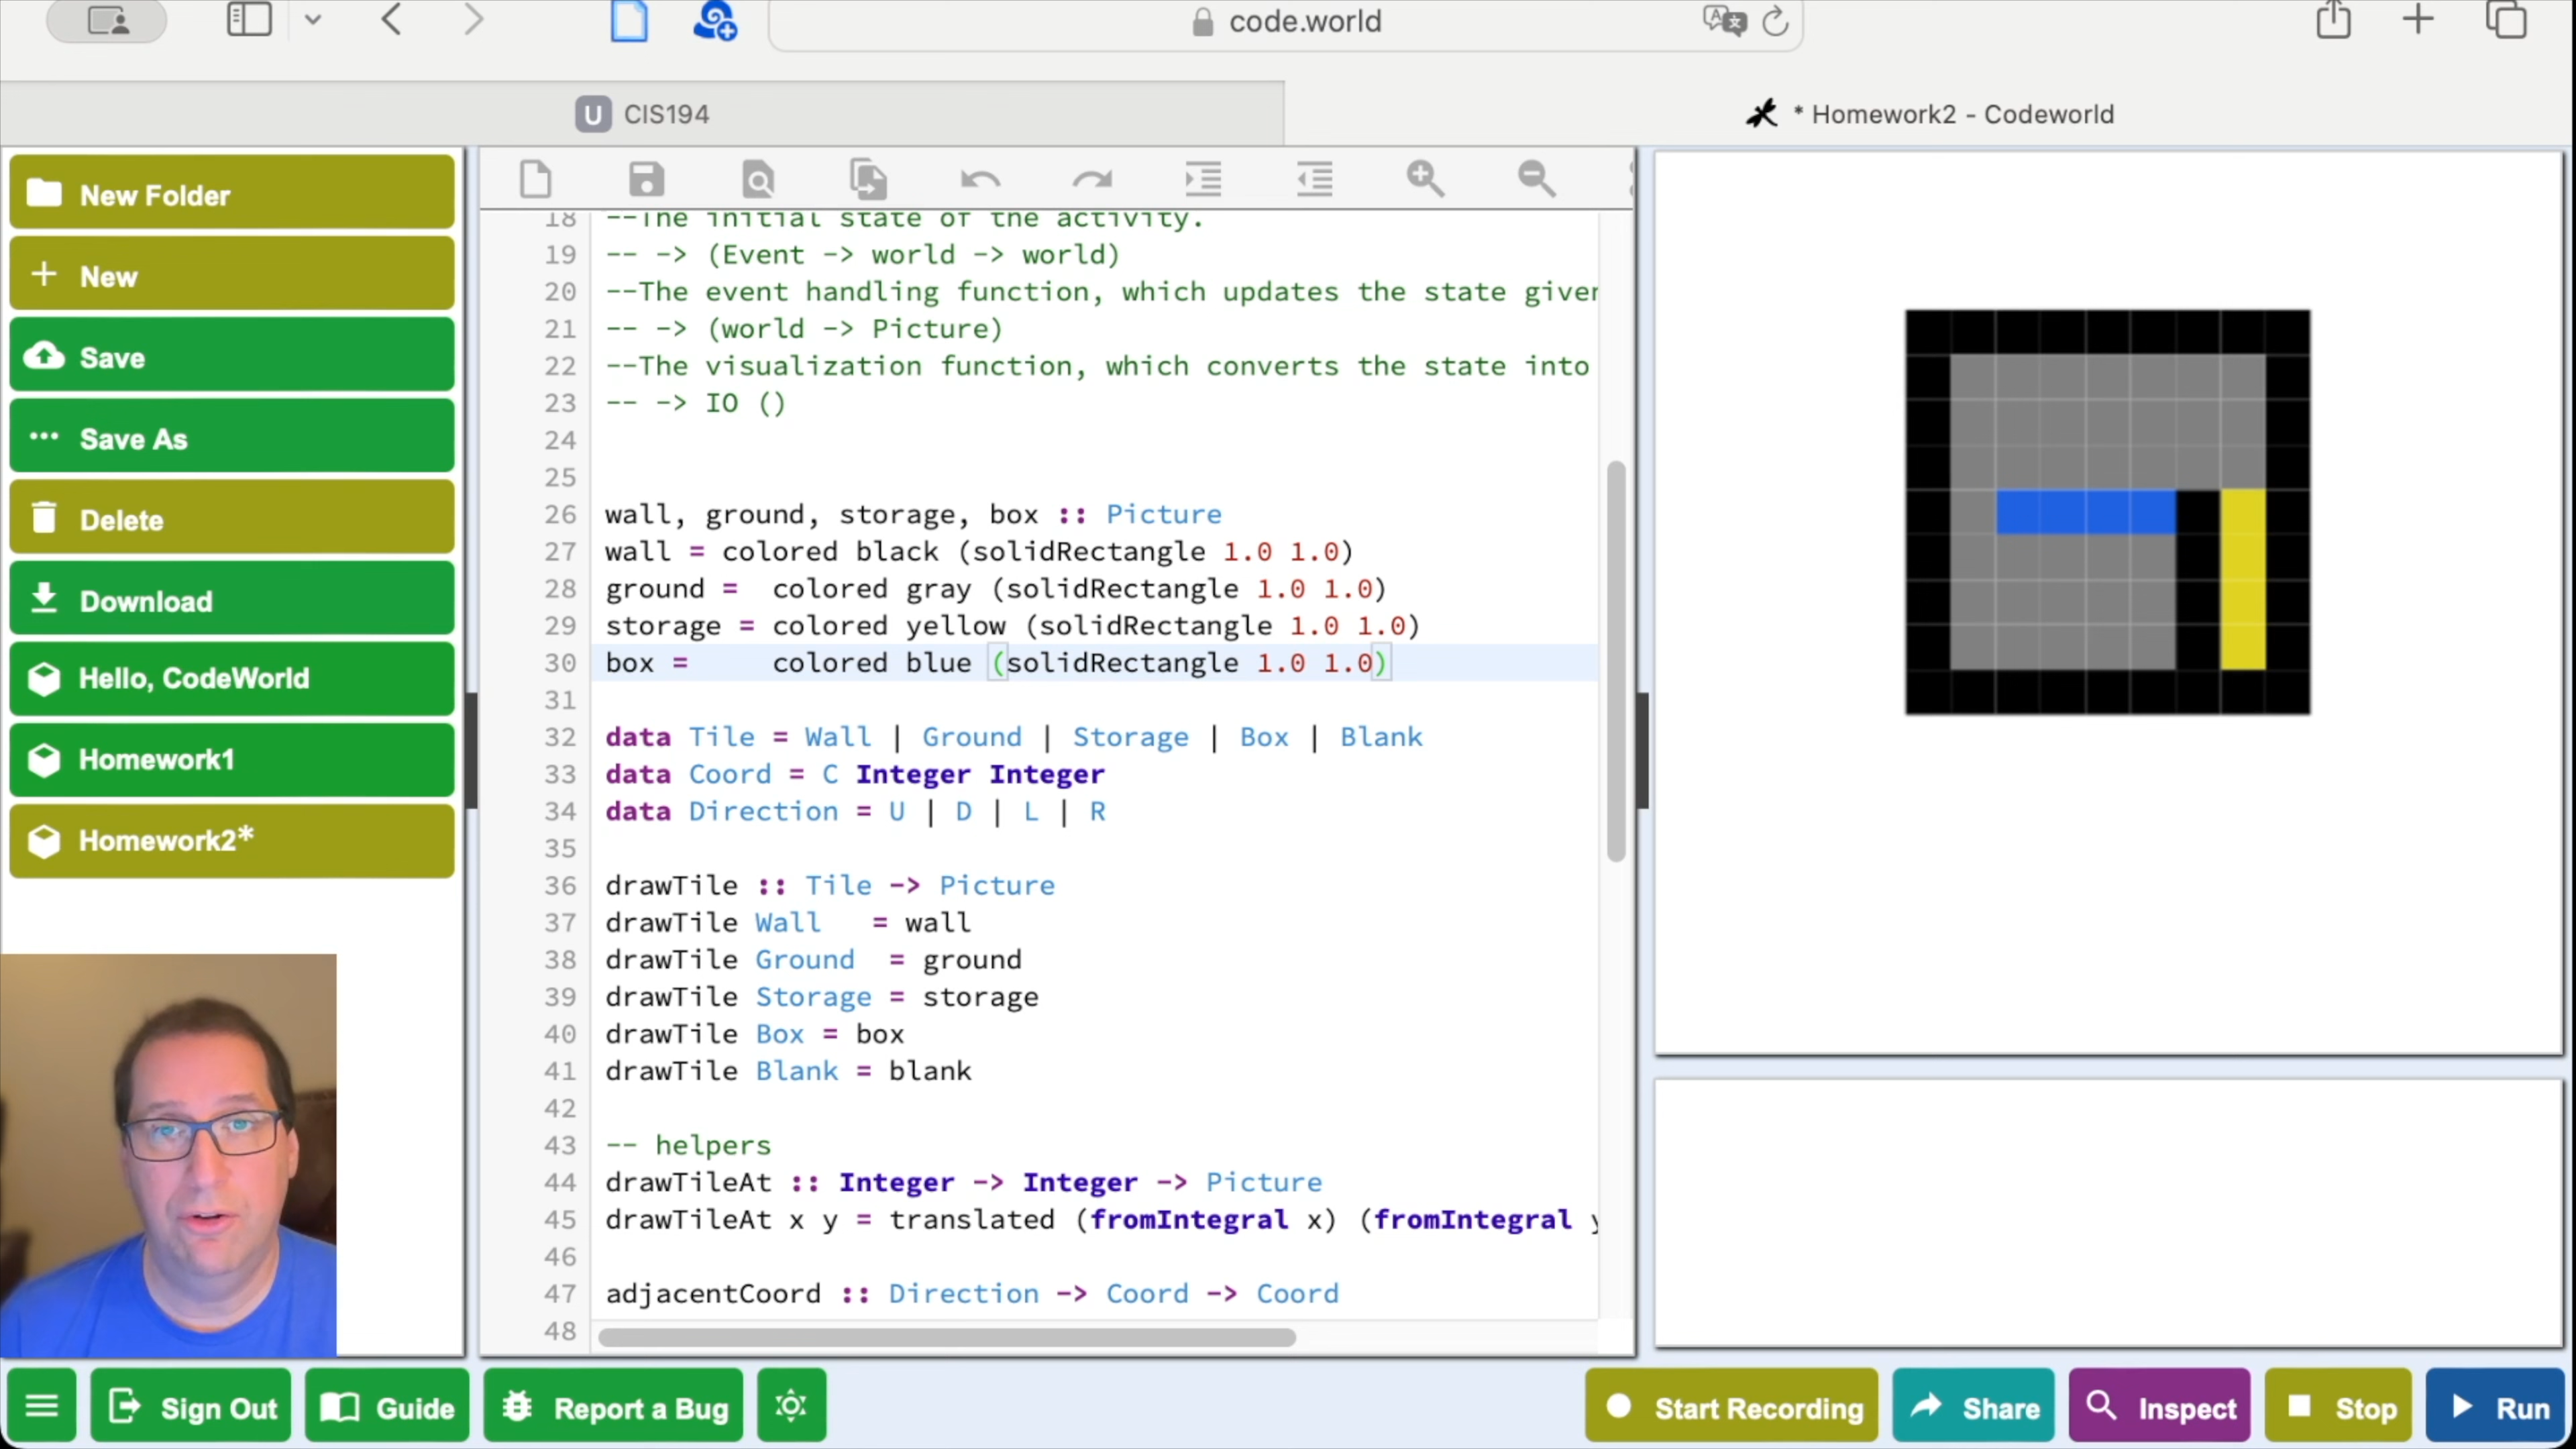 code.world
CIS194
* Homework2 - Codeworld
New Folder
New
Save
Save As
Delete
Download
Hello, CodeWorld
Homework1
Homework2*
18 --The initial state of the activity.
19 -- -> (Event -> world -> world)
20 --The event handling function, which updates the state given
21 -- -> (world -> Picture)
22 --The visualization function, which converts the state into
23 -- -> IO ()
24
25
26 wall, ground, storage, box :: Picture
27 wall = colored black (solidRectangle 1.0 1.0)
28 ground =  colored gray (solidRectangle 1.0 1.0)
29 storage = colored yellow (solidRectangle 1.0 1.0)
30 box =     colored blue (solidRectangle 1.0 1.0)
31
32 data Tile = Wall | Ground | Storage | Box | Blank
33 data Coord = C Integer Integer
34 data Direction = U | D | L | R
35
36 drawTile :: Tile -> Picture
37 drawTile Wall   = wall
38 drawTile Ground  = ground
39 drawTile Storage = storage
40 drawTile Box = box
41 drawTile Blank = blank
42
43 -- helpers
44 drawTileAt :: Integer -> Integer -> Picture
45 drawTileAt x y = translated (fromIntegral x) (fromIntegral y
46
47 adjacentCoord :: Direction -> Coord -> Coord
48
Sign Out
Guide
Report a Bug
Start Recording
Share
Inspect
Stop
Run